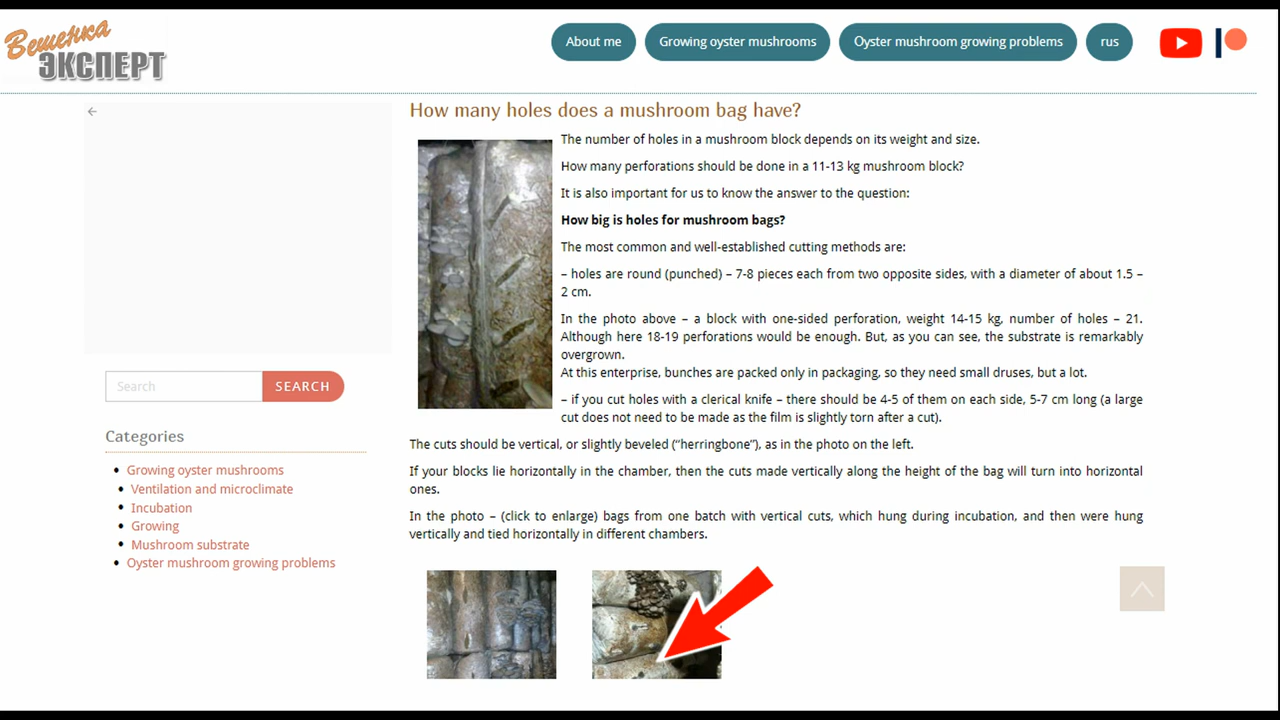 Вешенка
ЭКСПЕРТ
About me
Growing oyster mushrooms
Oyster mushroom growing problems
rus
How many holes does a mushroom bag have?
The number of holes in a mushroom block depends on its weight and size.
How many perforations should be done in a 11-13 kg mushroom block?
It is also important for us to know the answer to the question:
How big is holes for mushroom bags?
The most common and well-established cutting methods are:
– holes are round (punched) – 7-8 pieces each from two opposite sides, with a diameter of about 1.5 –
2 cm.
In the photo above – a block with one-sided perforation, weight 14-15 kg, number of holes – 21.
Although here 18-19 perforations would be enough. But, as you can see, the substrate is remarkably
overgrown.
At this enterprise, bunches are packed only in packaging, so they need small druses, but a lot.
– if you cut holes with a clerical knife – there should be 4-5 of them on each side, 5-7 cm long (a large
cut does not need to be made as the film is slightly torn after a cut).
The cuts should be vertical, or slightly beveled (“herringbone”), as in the photo on the left.
If your blocks lie horizontally in the chamber, then the cuts made vertically along the height of the bag will turn into horizontal
ones.
In the photo – (click to enlarge) bags from one batch with vertical cuts, which hung during incubation, and then were hung
vertically and tied horizontally in different chambers.
Search
SEARCH
Categories
Growing oyster mushrooms
Ventilation and microclimate
Incubation
Growing
Mushroom substrate
Oyster mushroom growing problems